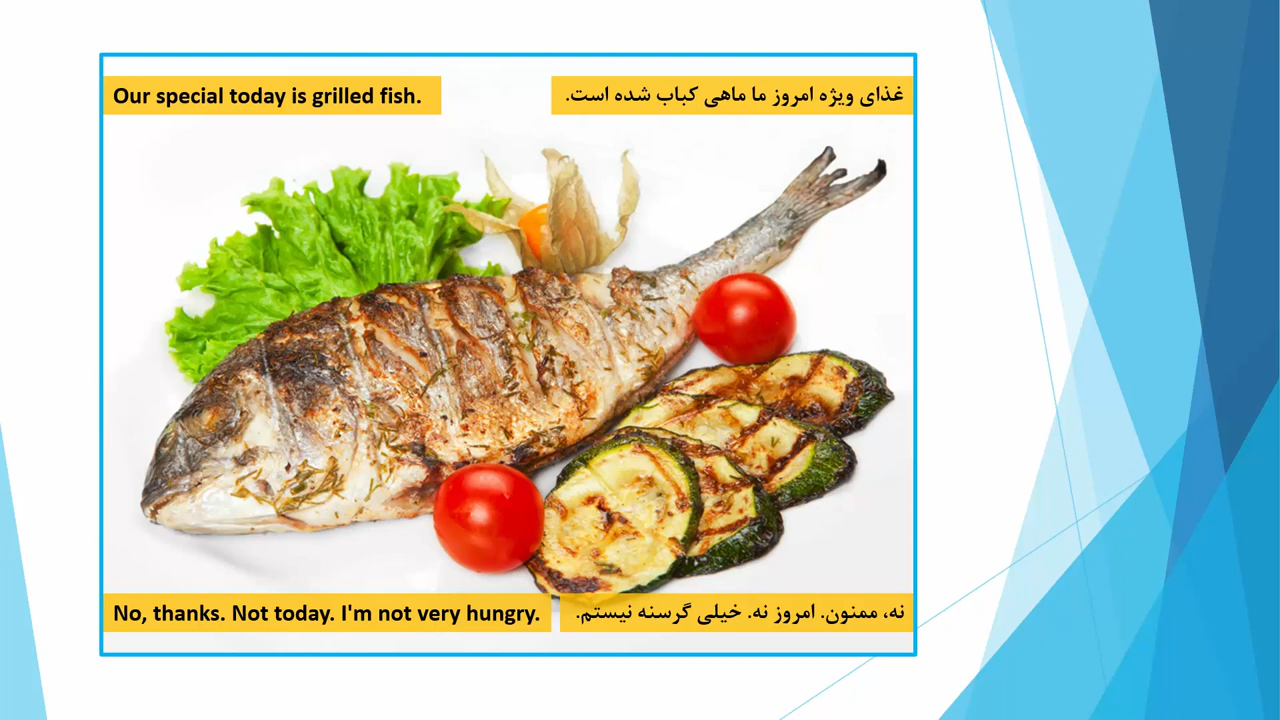 Our special today is grilled fish.
غذای ویژه امروز ما ماهی کباب شده است.
No, thanks. Not today. I'm not very hungry.
نه، ممنون. امروز نه. خیلی گرسنه نیستم.